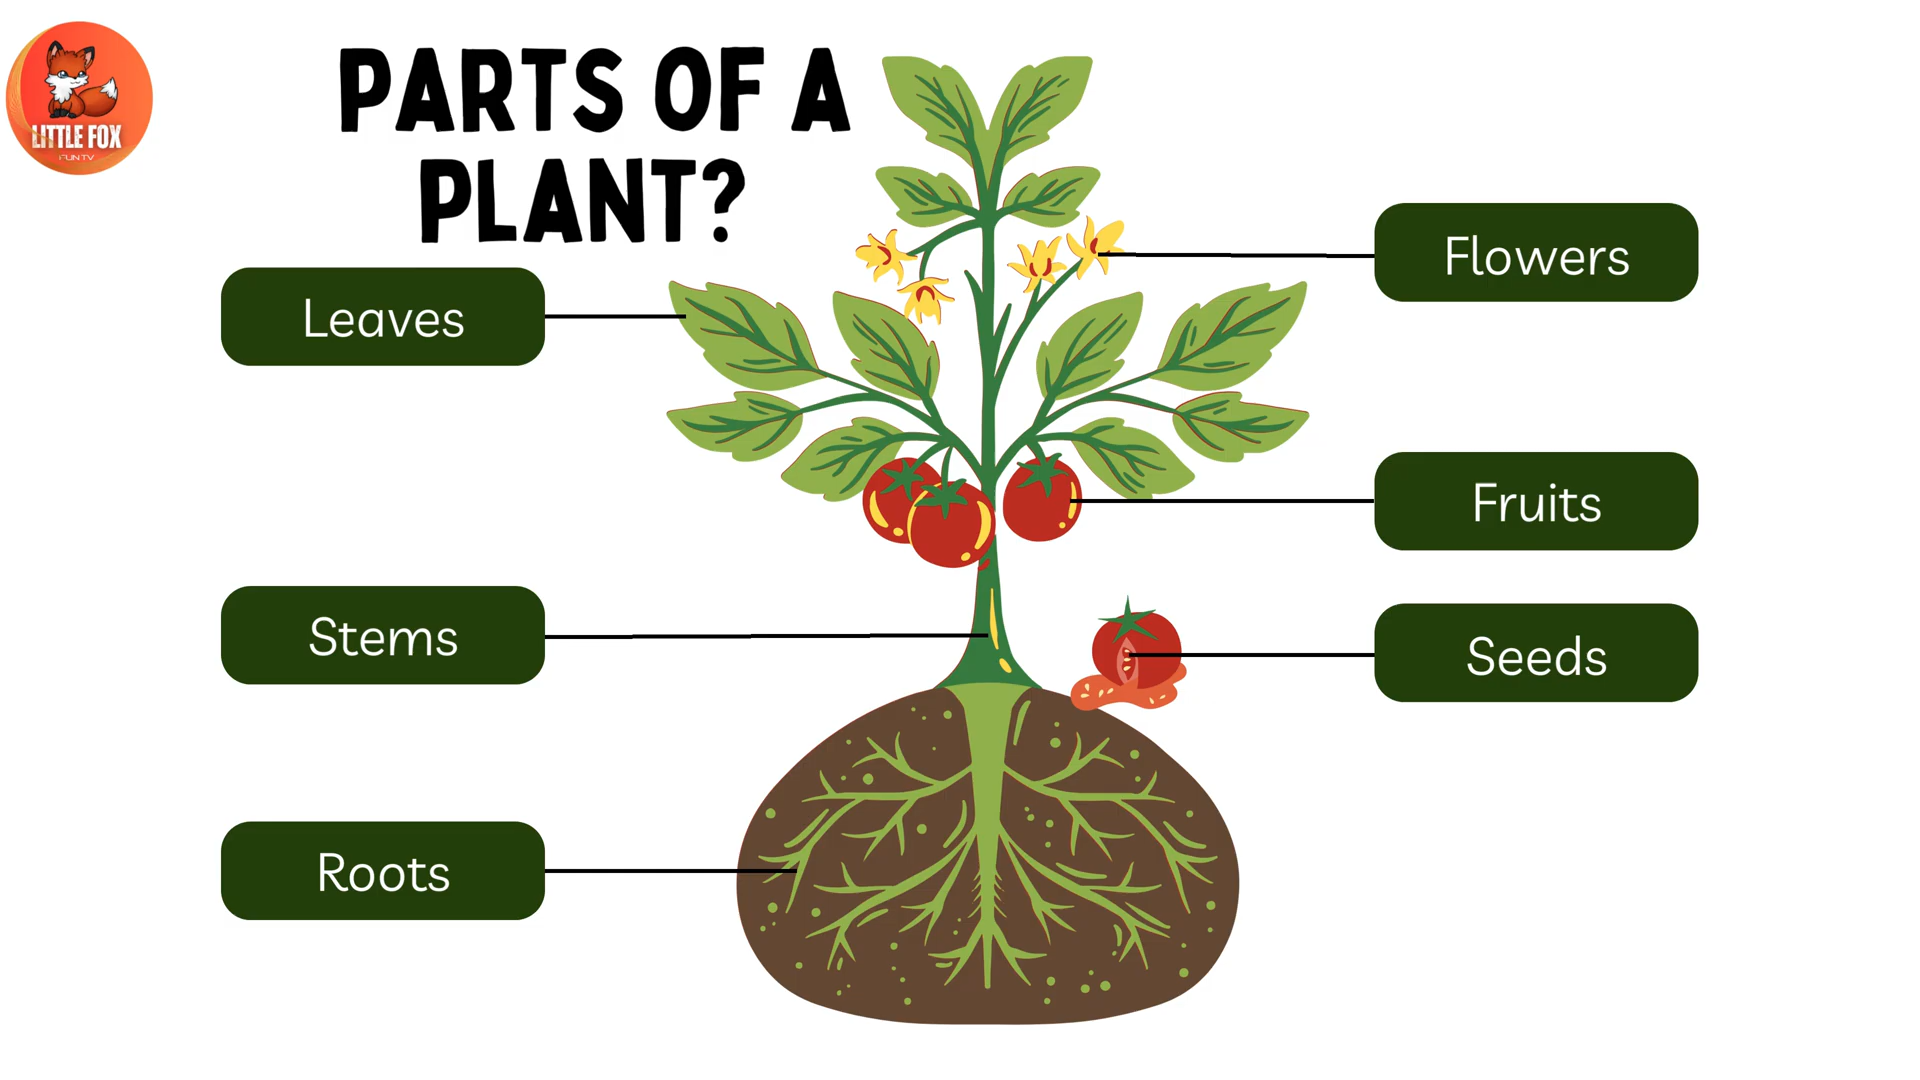 LITTLE FOX
FUN TV
PARTS OF A
PLANT?
Leaves
Flowers
Fruits
Stems
Seeds
Roots